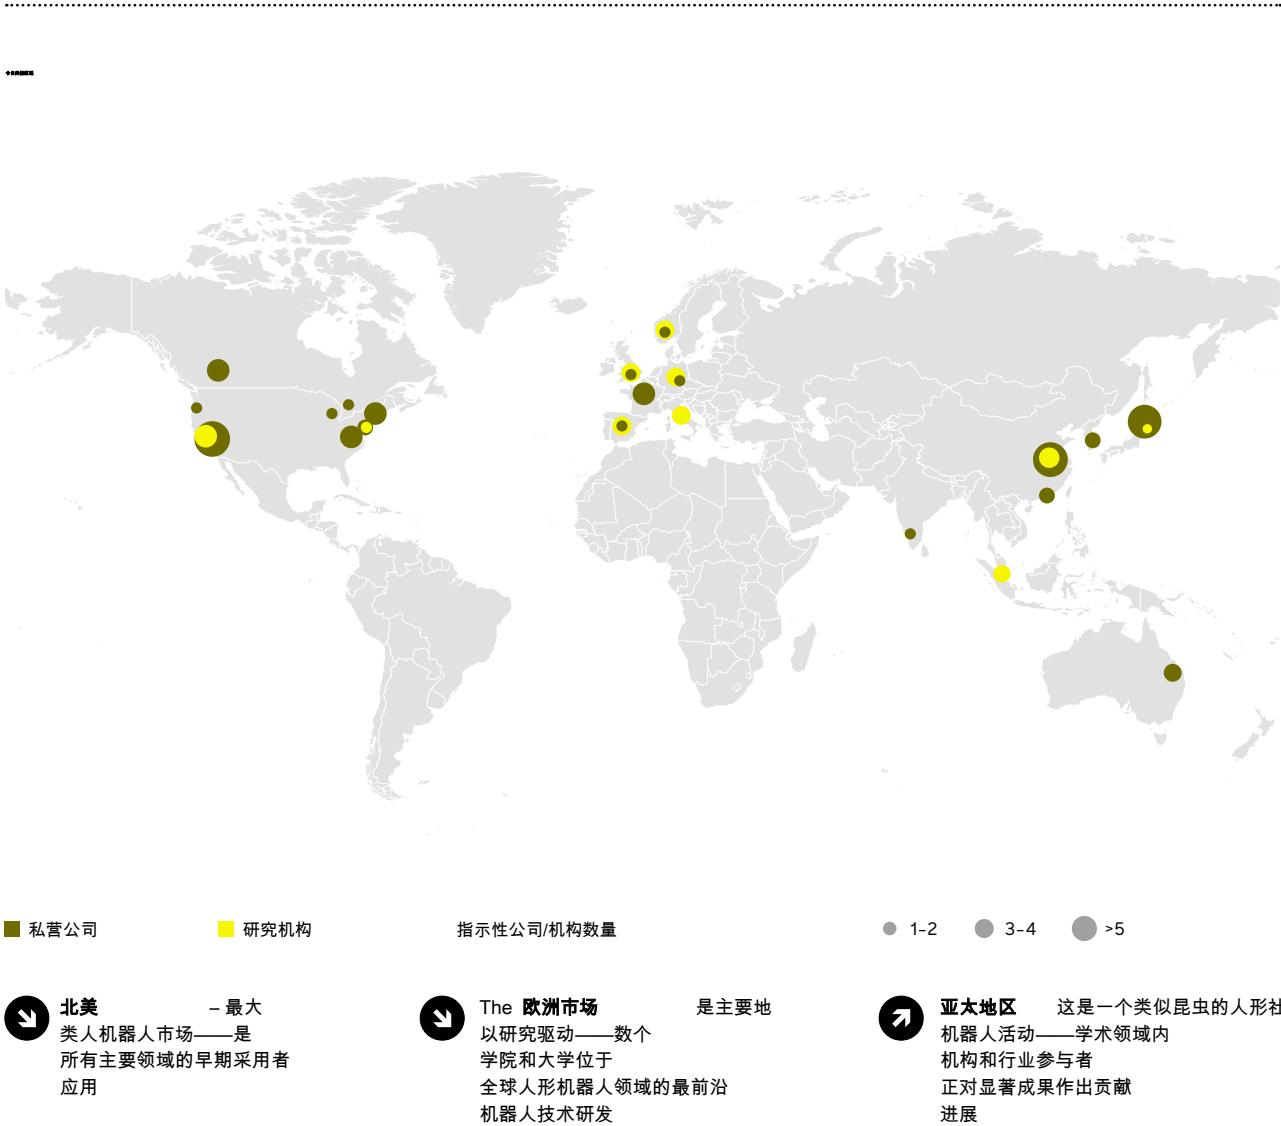 私营公司
研究机构
指示性公司/机构数量
1-2
3-4
>5
北美 – 最大
类人机器人市场——是
所有主要领域的早期采用者
应用
The 欧洲市场 是主要地
以研究驱动——数个
学院和大学位于
全球人形机器人领域的最前沿
机器人技术研发
亚太地区 这是一个类似昆虫的人形社
机器人活动——学术领域内
机构和行业参与者
正对显著成果作出贡献
进展